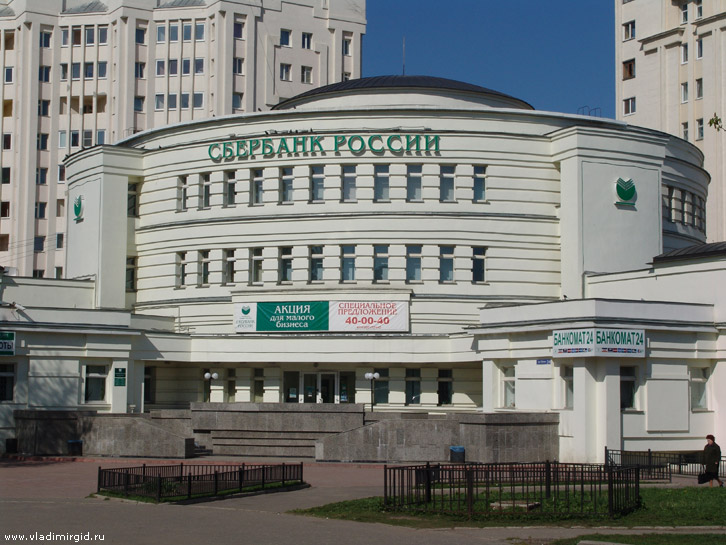 СБЕРБАНК РОССИИ
АКЦИЯ
для малого
бизнеса
СПЕЦИАЛЬНОЕ
ПРЕДЛОЖЕНИЕ
40-00-40
БАНКОМАТ24
БАНКОМАТ24
www.vladimirgid.ru